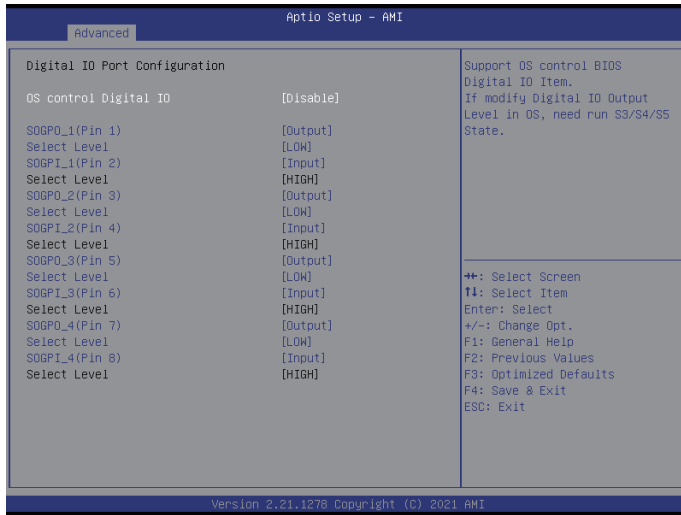 Aptio Setup – AMI
Advanced
Digital IO Port Configuration
OS control Digital IO [Disable]
SOGPO_1(Pin 1) [Output]
Select Level [LOW]
SOGPI_1(Pin 2) [Input]
Select Level [HIGH]
SOGPO_2(Pin 3) [Output]
Select Level [LOW]
SOGPI_2(Pin 4) [Input]
Select Level [HIGH]
SOGPO_3(Pin 5) [Output]
Select Level [LOW]
SOGPI_3(Pin 6) [Input]
Select Level [HIGH]
SOGPO_4(Pin 7) [Output]
Select Level [LOW]
SOGPI_4(Pin 8) [Input]
Select Level [HIGH]
Support OS control BIOS
Digital IO Item.
If modify Digital IO Output
Level in OS, need run S3/S4/S5
State.
→←: Select Screen
↑↓: Select Item
Enter: Select
+/-: Change Opt.
F1: General Help
F2: Previous Values
F3: Optimized Defaults
F4: Save & Exit
ESC: Exit
Version 2.21.1278 Copyright (C) 2021 AMI